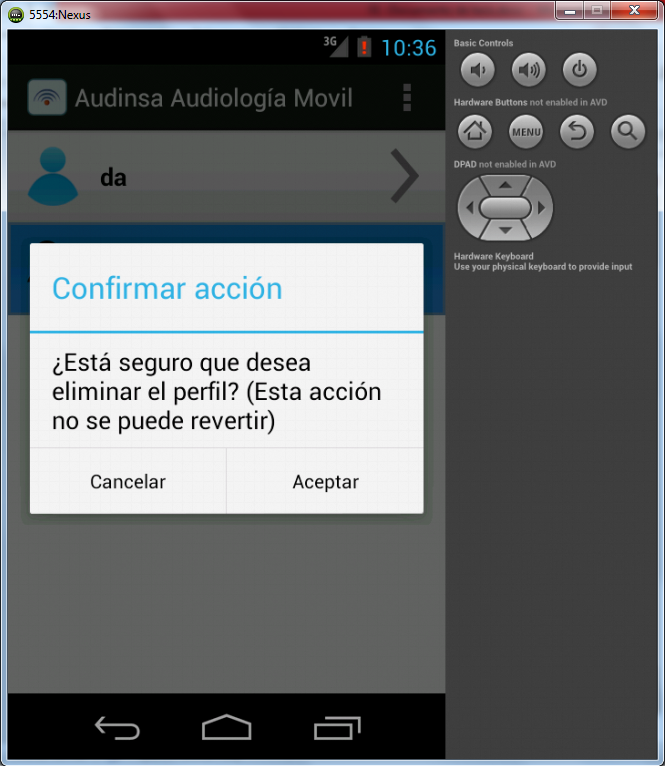 5554:Nexus
3G
10:36
Audinsa Audiología Movil
da
Confirmar acción
¿Está seguro que desea
eliminar el perfil? (Esta acción
no se puede revertir)
Cancelar
Aceptar
Basic Controls
Hardware Buttons not enabled in AVD
MENU
DPAD not enabled in AVD
Hardware Keyboard
Use your physical keyboard to provide input